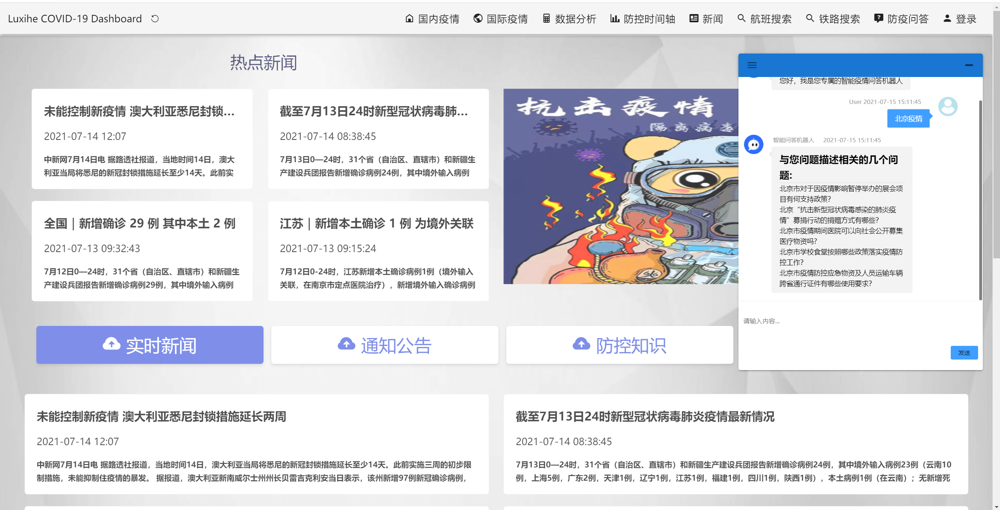 Luxihe COVID-19 Dashboard
国内疫情
国际疫情
数据分析
防控时间轴
新闻
航班搜索
铁路搜索
防疫问答
登录
热点新闻
未能控制新疫情 澳大利亚悉尼封锁...
2021-07-14 12:07
中新网7月14日电 据路透社报道，当地时间14日，澳大
利亚当局将悉尼的新冠封锁措施延长至少14天。此前实
截至7月13日24时新型冠状病毒肺...
2021-07-14 08:38:45
7月13日0—24时，31个省（自治区、直辖市）和新疆生
产建设兵团报告新增确诊病例24例，其中境外输入病例
全国｜新增确诊 29 例 其中本土 2 例
2021-07-13 09:32:43
7月12日0—24时，31个省（自治区、直辖市）和新疆生
产建设兵团报告新增确诊病例29例，其中境外输入病例
江苏｜新增本土确诊 1 例 为境外关联
2021-07-13 09:15:24
7月12日0-24时，江苏新增本土确诊病例1例（境外输入
关联，在南京市定点医院治疗），新增境外输入确诊病例
抗击疫情
隔离病毒
您好，我是您专属的智能疫情问答机器人
User 2021-07-15 15:11:45
北京疫情
智能问答机器人 2021-07-15 15:11:45
与您问题描述相关的几个问
题:
北京市对于因疫情影响暂停举办的展会项
目有何支持政策?
北京“抗击新型冠状病毒感染的肺炎疫
情”募捐行动的捐赠方式有哪些?
北京市疫情期间医院可以向社会公开募集
医疗物资吗?
北京市学校食堂按照哪些政策落实疫情防
控工作?
北京市疫情防控应急物资及人员运输车辆
跨省通行证件有哪些使用要求?
请输入内容...
发送
实时新闻
通知公告
防控知识
未能控制新疫情 澳大利亚悉尼封锁措施延长两周
2021-07-14 12:07
中新网7月14日电 据路透社报道，当地时间14日，澳大利亚当局将悉尼的新冠封锁措施延长至少14天。此前实施三周的初步限
制措施，未能抑制住疫情的暴发。 据报道，澳大利亚新南威尔士州州长贝雷吉克利安当日表示，该州新增97例新冠确诊病例，
截至7月13日24时新型冠状病毒肺炎疫情最新情况
2021-07-14 08:38:45
7月13日0—24时，31个省（自治区、直辖市）和新疆生产建设兵团报告新增确诊病例24例，其中境外输入病例23例（云南10
例，上海5例，广东2例，天津1例，辽宁1例，江苏1例，福建1例，四川1例，陕西1例），本土病例1例（在云南）；无新增死